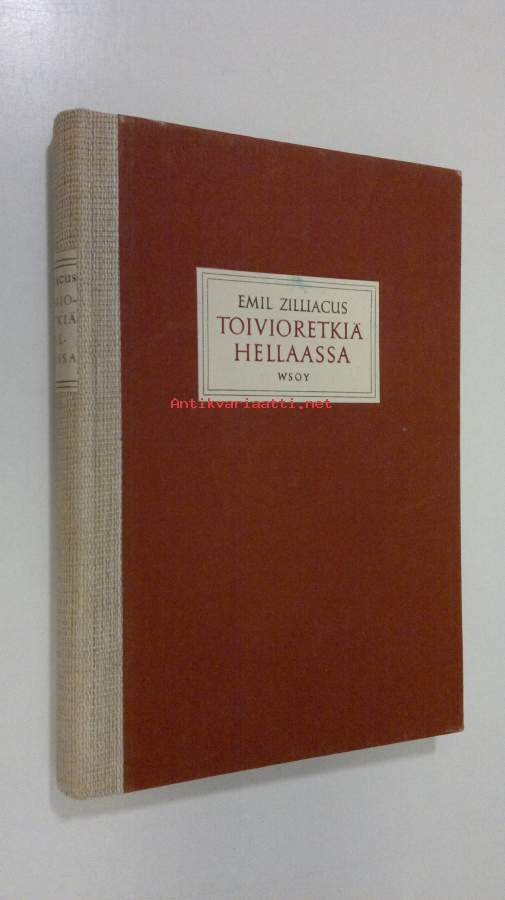 EMIL ZILLIACUS
TOIVIORETKIÄ
HELLAASSA
WSOY
Antikvariaatti.net